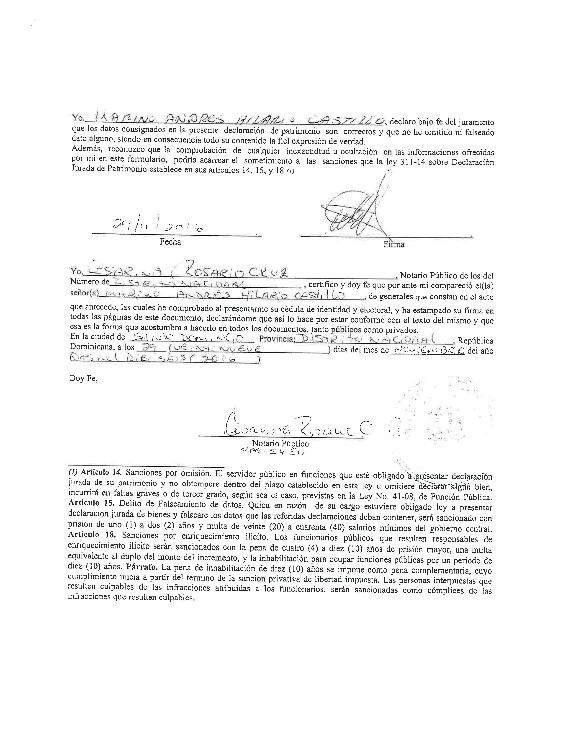 Yo, MARINO ANDRES HILARIO CASTILLO, declaro bajo fe del juramento
que los datos consignados en la presente declaración de patrimonio son correctos y que no he omitido ni falseado
dato alguno, siendo en consecuencia todo su contenido la fiel expresión de verdad.
Además, reconozco que la comprobación de cualquier inexactitud u ocultación en las informaciones ofrecidas
por mi en este formulario, podría acarrear el sometimiento a las sanciones que la ley 311-14 sobre Declaración
Jurada de Patrimonio establece en sus artículos 14, 15, y 18 (1)
29/11/2016
Fecha
Firma
Yo, ROSARIO CRUZ, Notario Público de los del
Número de DISTRITO NACIONAL, certifico y doy fe que por ante mi compareció el(la)
señor(a) MARINO ANDRES HILARIO CASTILLO, de generales que constan en el acto
que antecede, las cuales he comprobado al presentarme su cédula de identidad y electoral, y ha estampado su firma en
todas las páginas de este documento, declarándome que así lo hace por estar conforme con el texto del mismo y que
esa es la forma que acostumbra a hacerlo en todos los documentos, tanto públicos como privados.
En la ciudad de SANTO DOMINGO Provincia: DISTRITO NACIONAL, República
Dominicana, a los 29 (VEINTINUEVE) días del mes de NOVIEMBRE del año
DOS MIL DIECISEIS (2016)
Doy Fe,
Notario Público
(1) Artículo 14. Sanciones por omisión. El servidor público en funciones que esté obligado a presentar declaración
jurada de su patrimonio y no obtempere dentro del plazo establecido en esta ley u omitiere declarar algún bien,
incurrirá en faltas graves o de tercer grado, según sea el caso, previstas en la Ley No. 41-08, de Función Pública.
Artículo 15. Delito de Falseamiento de datos. Quien en razón de su cargo estuviere obligado ley a presentar
declaracion jurada de bienes y falseare los datos que las referidas declaraciones deban contener, será sancionado con
prisión de uno (1) a dos (2) años y multa de veinte (20) a cuarenta (40) salarios mínimos del gobierno central.
Artículo 18. Sanciones por enriquecimiento ilícito. Los funcionarios públicos que resulten responsables de
enriquecimiento ilícito serán sancionados con la pena de cuatro (4) a diez (10) años de prisión mayor, una multa
equivalente al duplo del monto del incremento, y la inhabilitación para ocupar funciones públicas por un período de
diez (10) años. Párrafo. La pena de inhabilitación de diez (10) años se impone como pena complementaria, cuyo
cumplimiento inicia a partir del termino de la sancion privativa de libertad impuesta. Las personas interpuestas que
resulten culpables de las infracciones atribuidas a los funcionarios, serán sancionadas como cómplices de las
infracciones que resultan culpables.